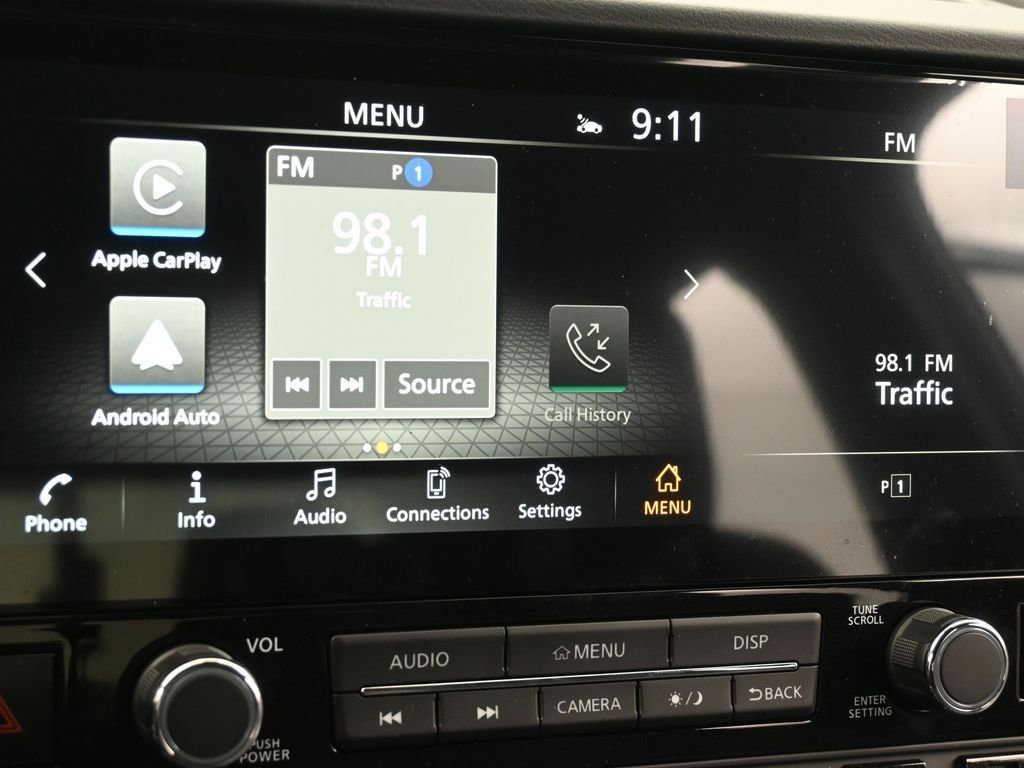 MENU
9:11
FM
FM
P 1
98.1
FM
Traffic
Source
Apple CarPlay
Android Auto
Call History
98.1 FM
Traffic
P 1
Phone
Info
Audio
Connections
Settings
MENU
VOL
PUSH
POWER
AUDIO
MENU
DISP
CAMERA
BACK
TUNE
SCROLL
ENTER
SETTING